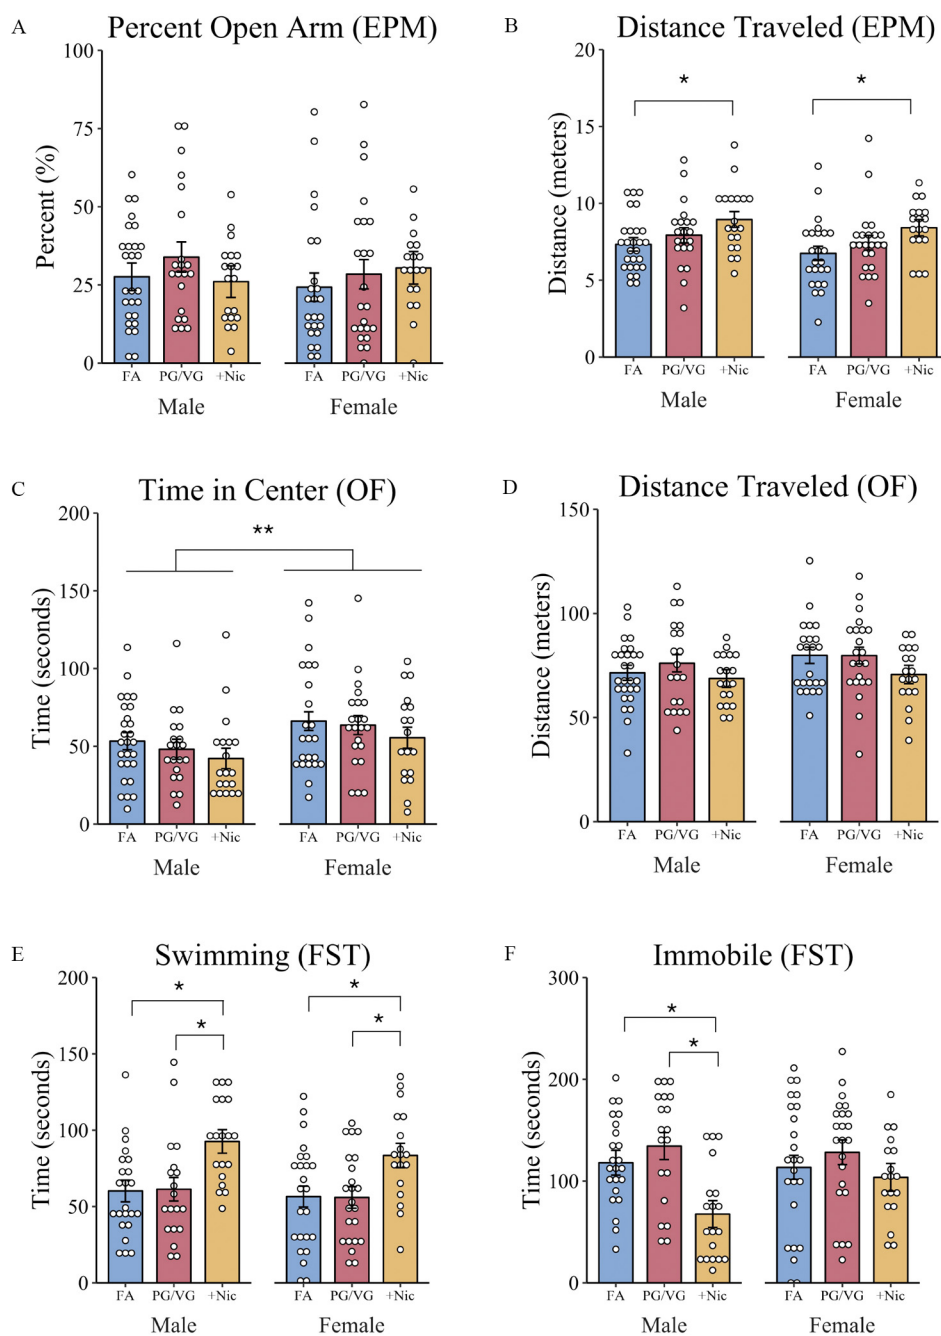 A
Percent Open Arm (EPM)
Percent (%)
100
75
50
25
0
FA PG/VG +Nic FA PG/VG +Nic
Male Female
B
Distance Traveled (EPM)
Distance (meters)
20
15
10
5
0
* *
FA PG/VG +Nic FA PG/VG +Nic
Male Female
C
Time in Center (OF)
Time (seconds)
200
150
100
50
0
**
FA PG/VG +Nic FA PG/VG +Nic
Male Female
D
Distance Traveled (OF)
Distance (meters)
150
100
50
0
FA PG/VG +Nic FA PG/VG +Nic
Male Female
E
Swimming (FST)
Time (seconds)
200
150
100
50
0
* *
* *
FA PG/VG +Nic FA PG/VG +Nic
Male Female
F
Immobile (FST)
Time (seconds)
300
200
100
0
*
*
FA PG/VG +Nic FA PG/VG +Nic
Male Female